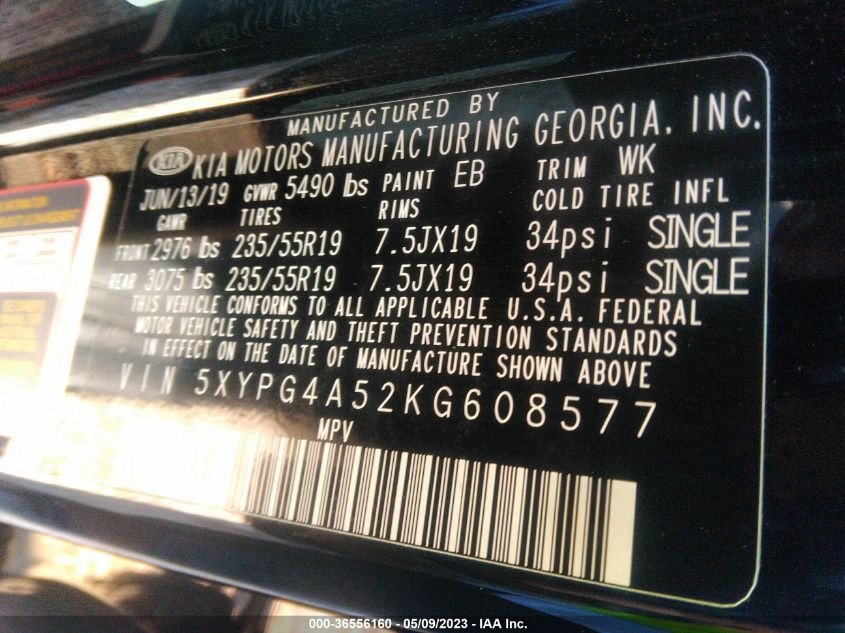 MANUFACTURED BY
KIA KIA MOTORS MANUFACTURING GEORGIA, INC.
JUN/13/19 GVWR 5490 lbs PAINT EB TRIM WK
GAWR TIRES RIMS COLD TIRE INFL
FRONT 2976 lbs 235/55R19 7.5JX19 34psi SINGLE
REAR 3075 lbs 235/55R19 7.5JX19 34psi SINGLE
THIS VEHICLE CONFORMS TO ALL APPLICABLE U.S.A. FEDERAL
MOTOR VEHICLE SAFETY AND THEFT PREVENTION STANDARDS
IN EFFECT ON THE DATE OF MANUFACTURE SHOWN ABOVE
VIN 5XYPG4A52KG608577
MPV
000-36556160 - 05/09/2023 - IAA Inc.